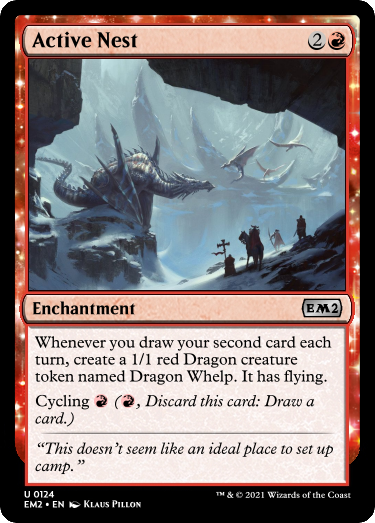 Active Nest 2
Enchantment EM2
Whenever you draw your second card each
turn, create a 1/1 red Dragon creature
token named Dragon Whelp. It has flying.
Cycling (, Discard this card: Draw a
card.)
“This doesn’t seem like an ideal place to set up
camp.”
U 0124
EM2 • EN Klaus Pillon ™ & © 2021 Wizards of the Coast